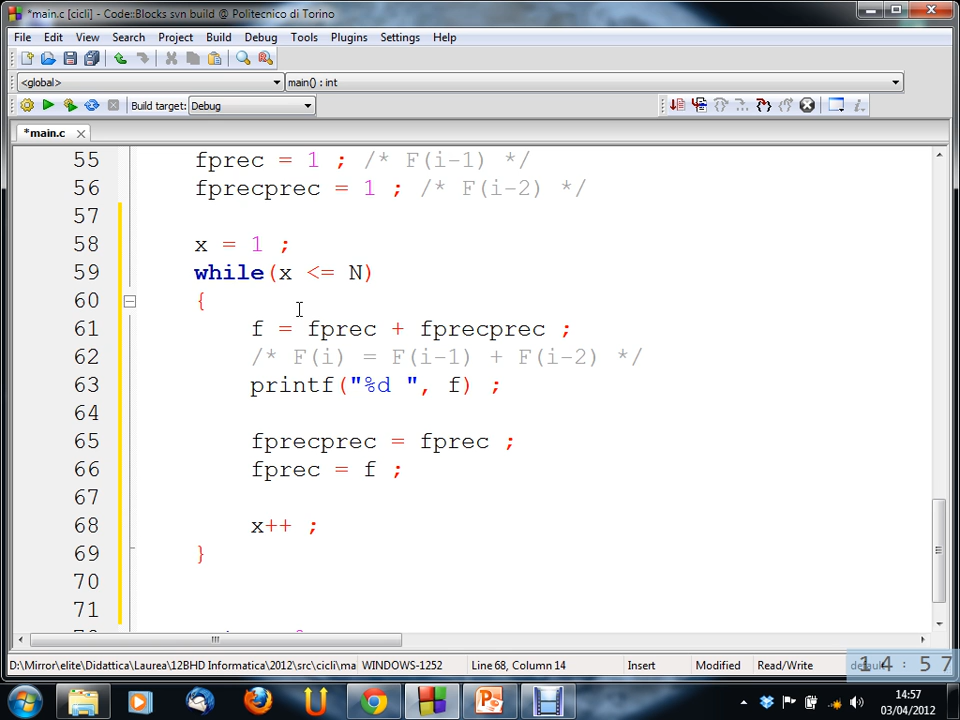 *main.c [cicli] - Code::Blocks svn build @ Politecnico di Torino
File Edit View Search Project Build Debug Tools Plugins Settings Help
<global> main() : int
Build target: Debug
*main.c
55 fprec = 1 ; /* F(i-1) */
56 fprecprec = 1 ; /* F(i-2) */
57
58 x = 1 ;
59 while(x <= N)
60 {
61 f = fprec + fprecprec ;
62 /* F(i) = F(i-1) + F(i-2) */
63 printf("%d ", f) ;
64
65 fprecprec = fprec ;
66 fprec = f ;
67
68 x++ ;
69 }
70
71
D:\Mirror\elite\Didattica\Laurea\12BHD Informatica\2012\src\cicli\ma WINDOWS-1252 Line 68, Column 14 Insert Modified Read/Write
14:57
14:57
03/04/2012